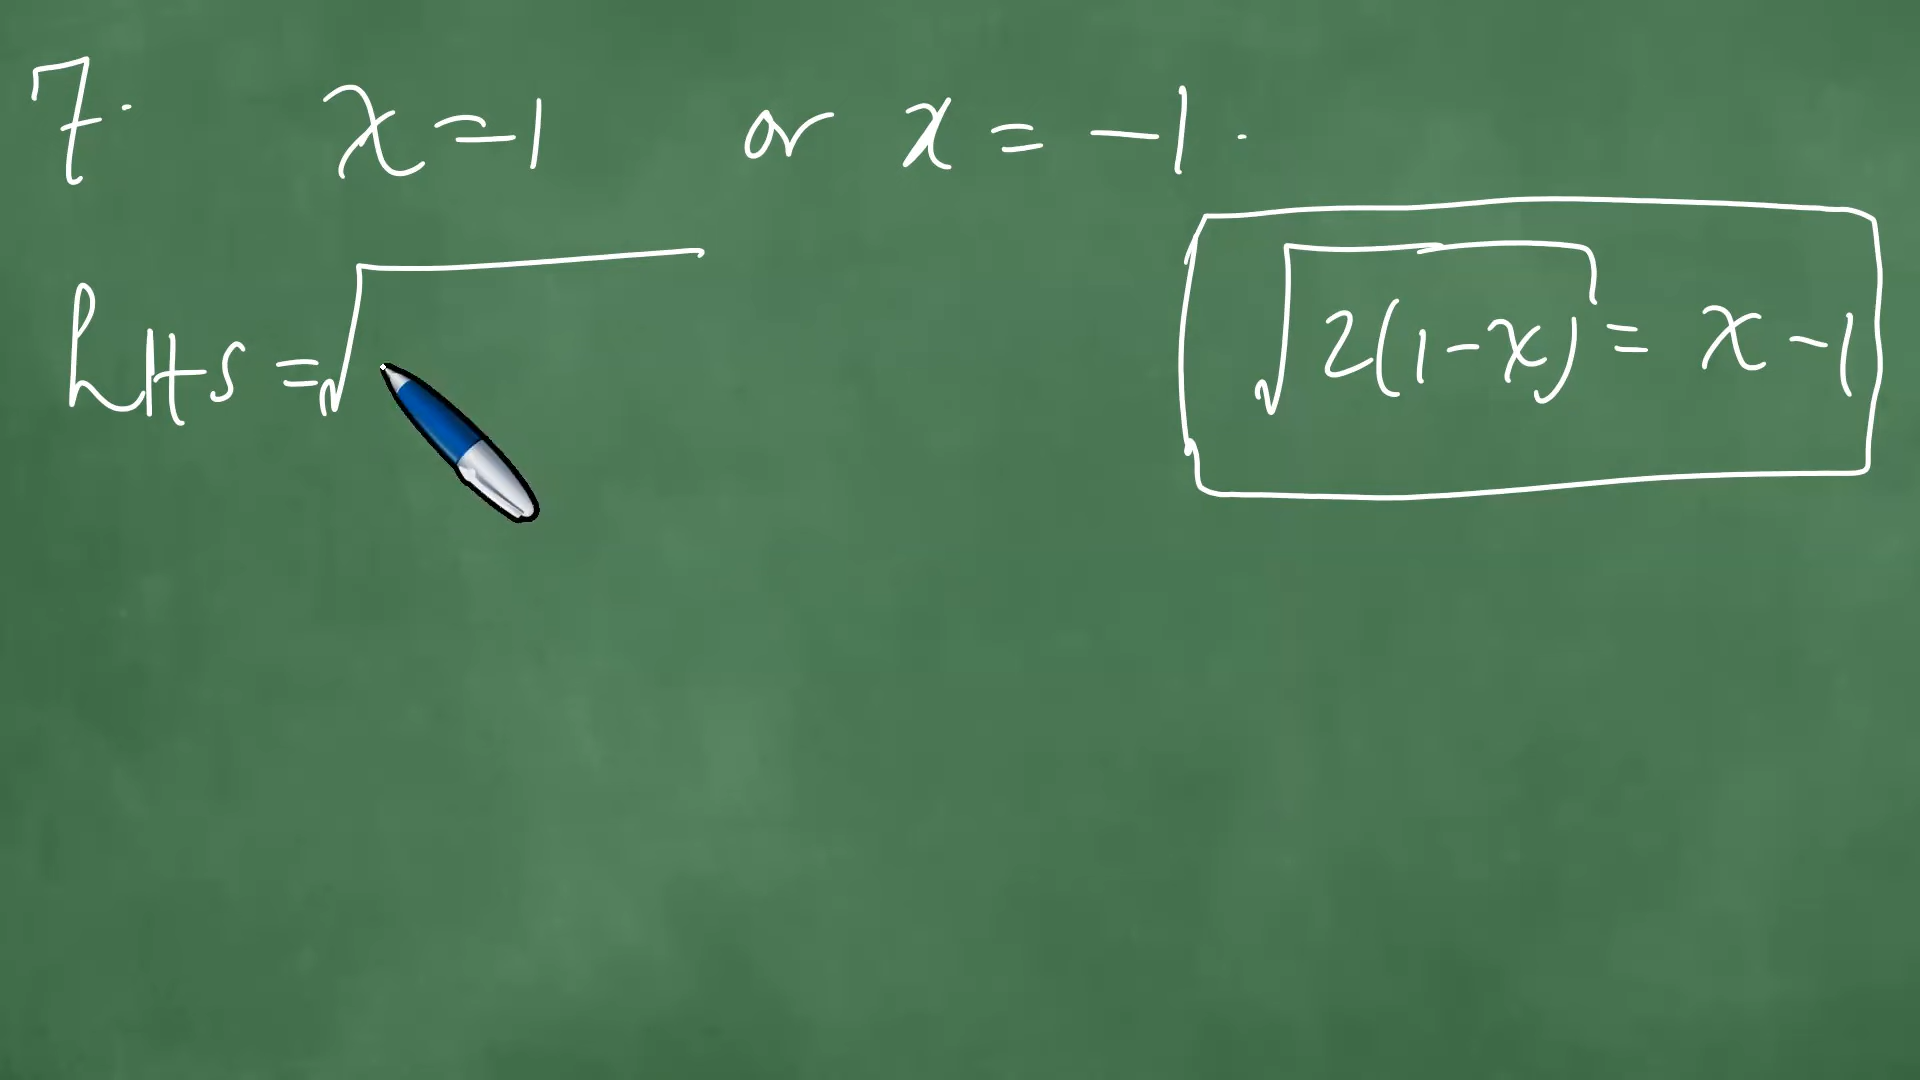 7. x = 1 or x = -1.
LHS = √
√2(1-x) = x - 1